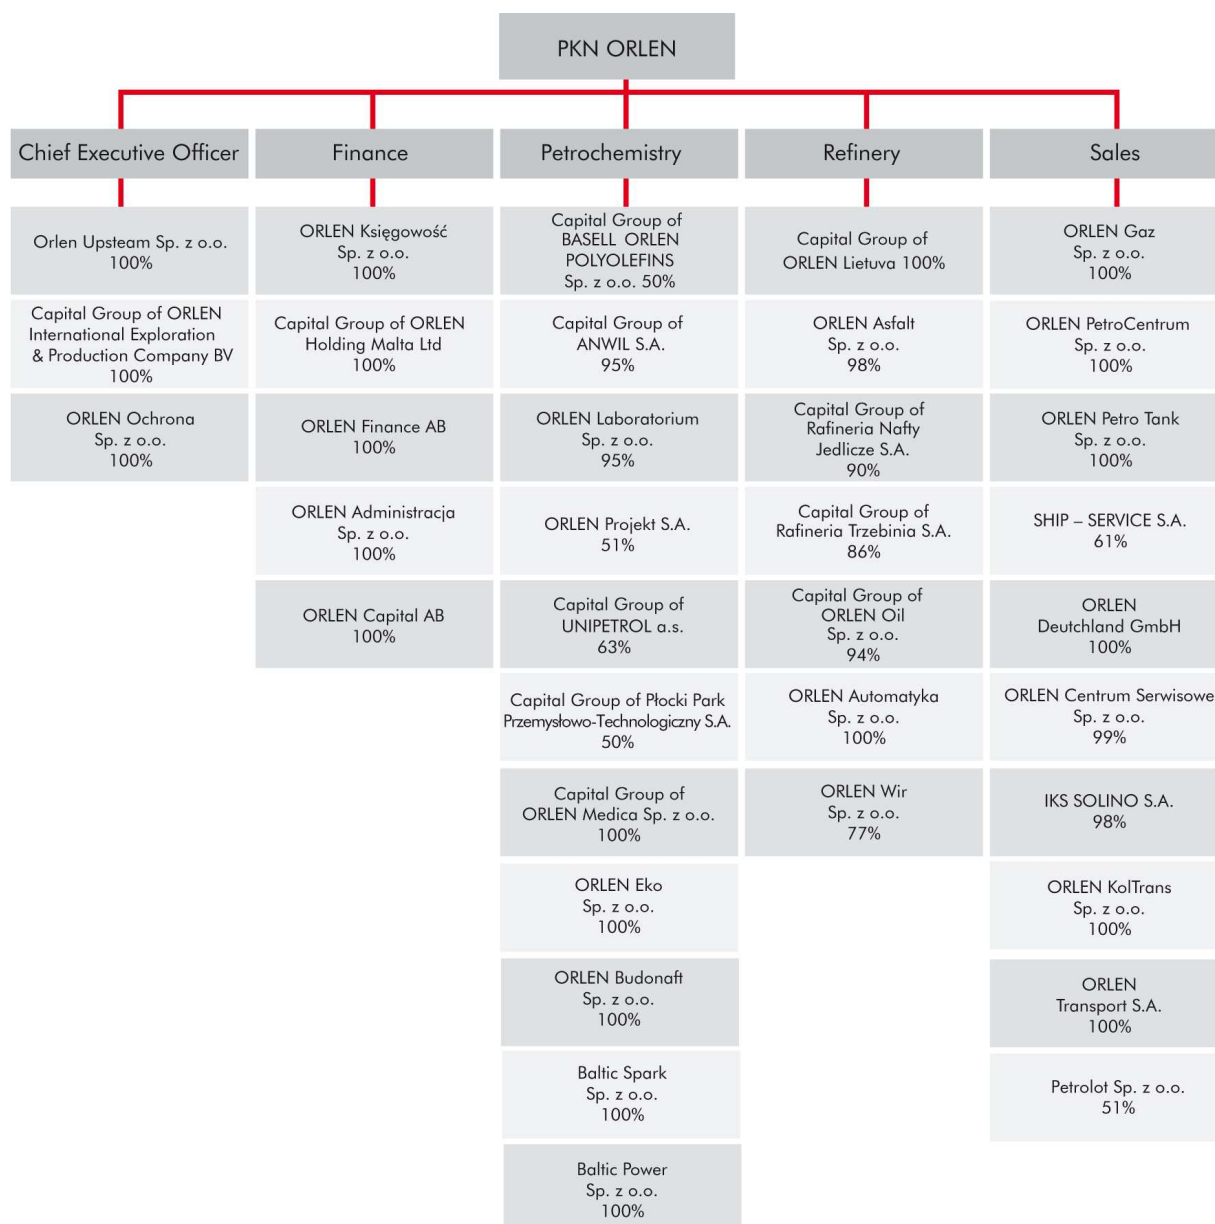 PKN ORLEN
Chief Executive Officer
Finance
Petrochemistry
Refinery
Sales
Orlen Upsteam Sp. z o.o.
100%
Capital Group of ORLEN
International Exploration
& Production Company BV
100%
ORLEN Ochrona
Sp. z o.o.
100%
ORLEN Księgowość
Sp. z o.o.
100%
Capital Group of ORLEN
Holding Malta Ltd
100%
ORLEN Finance AB
100%
ORLEN Administracja
Sp. z o.o.
100%
ORLEN Capital AB
100%
Capital Group of
BASELL ORLEN
POLYOLEFINS
Sp. z o.o. 50%
Capital Group of
ANWIL S.A.
95%
ORLEN Laboratorium
Sp. z o.o.
95%
ORLEN Projekt S.A.
51%
Capital Group of
UNIPETROL a.s.
63%
Capital Group of Płocki Park
Przemysłowo-Technologiczny S.A.
50%
Capital Group of
ORLEN Medica Sp. z o.o.
100%
ORLEN Eko
Sp. z o.o.
100%
ORLEN Budonaft
Sp. z o.o.
100%
Baltic Spark
Sp. z o.o.
100%
Baltic Power
Sp. z o.o.
100%
Capital Group of
ORLEN Lietuva 100%
ORLEN Asfalt
Sp. z o.o.
98%
Capital Group of
Rafineria Nafty
Jedlicze S.A.
90%
Capital Group of
Rafineria Trzebinia S.A.
86%
Capital Group of
ORLEN Oil
Sp. z o.o.
94%
ORLEN Automatyka
Sp. z o.o.
100%
ORLEN Wir
Sp. z o.o.
77%
ORLEN Gaz
Sp. z o.o.
100%
ORLEN PetroCentrum
Sp. z o.o.
100%
ORLEN Petro Tank
Sp. z o.o.
100%
SHIP – SERVICE S.A.
61%
ORLEN
Deutchland GmbH
100%
ORLEN Centrum Serwisowe
Sp. z o.o.
99%
IKS SOLINO S.A.
98%
ORLEN KolTrans
Sp. z o.o.
100%
ORLEN
Transport S.A.
100%
Petrolot Sp. z o.o.
51%